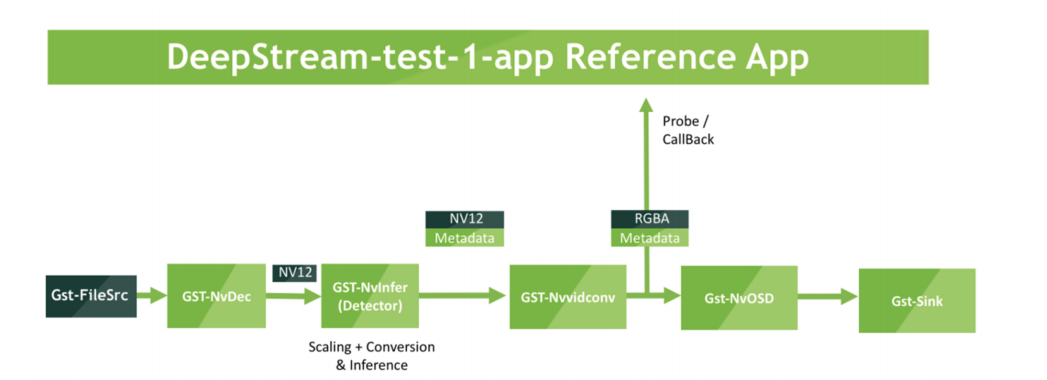 DeepStream-test-1-app Reference App
Probe /
CallBack
NV12
Metadata
RGBA
Metadata
Gst-FileSrc
GST-NvDec
NV12
GST-NvInfer
(Detector)
GST-Nvvidconv
Gst-NvOSD
Gst-Sink
Scaling + Conversion
& Inference